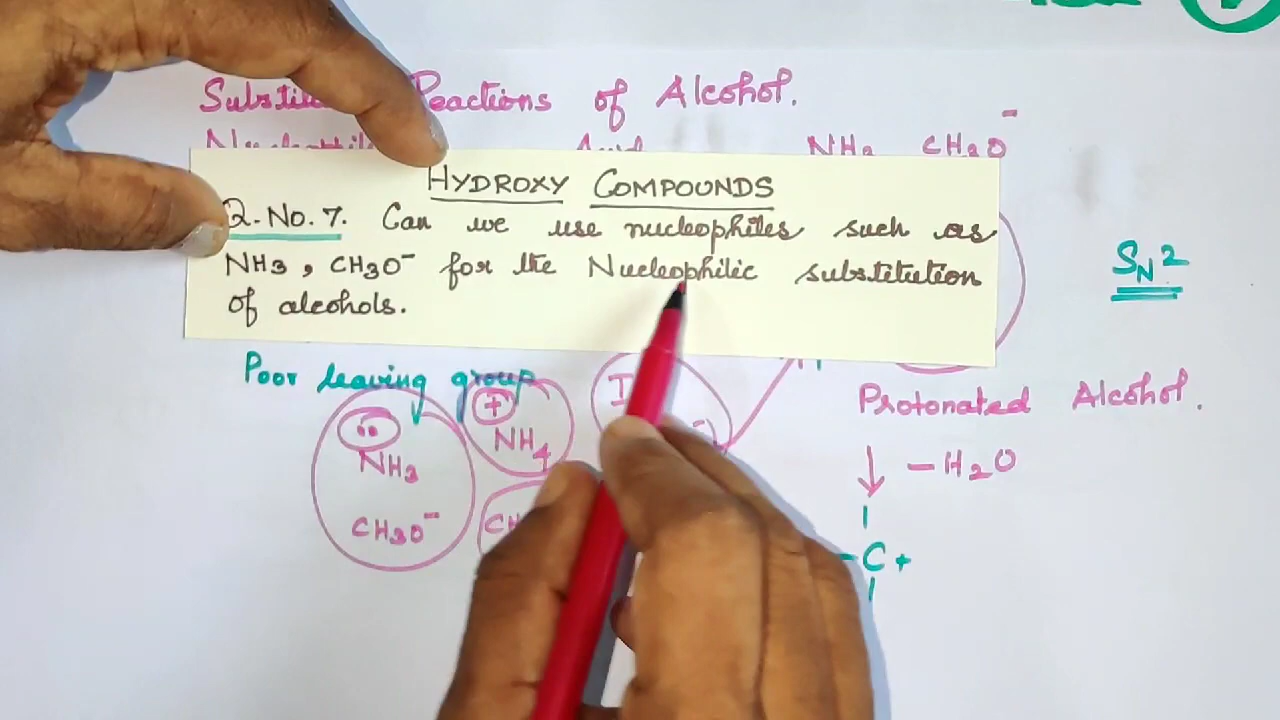 Reactions of Alcohol.
NH3 CH3O⁻
HYDROXY COMPOUNDS
Q. No. 7. Can we use nucleophiles such as
NH3, CH3O⁻ for the Nucleophilic substitution
of alcohols.
SN2
Poor leaving group
Protonated Alcohol.
+
NH4
NH3
CH3O⁻
I
− H2O
C +